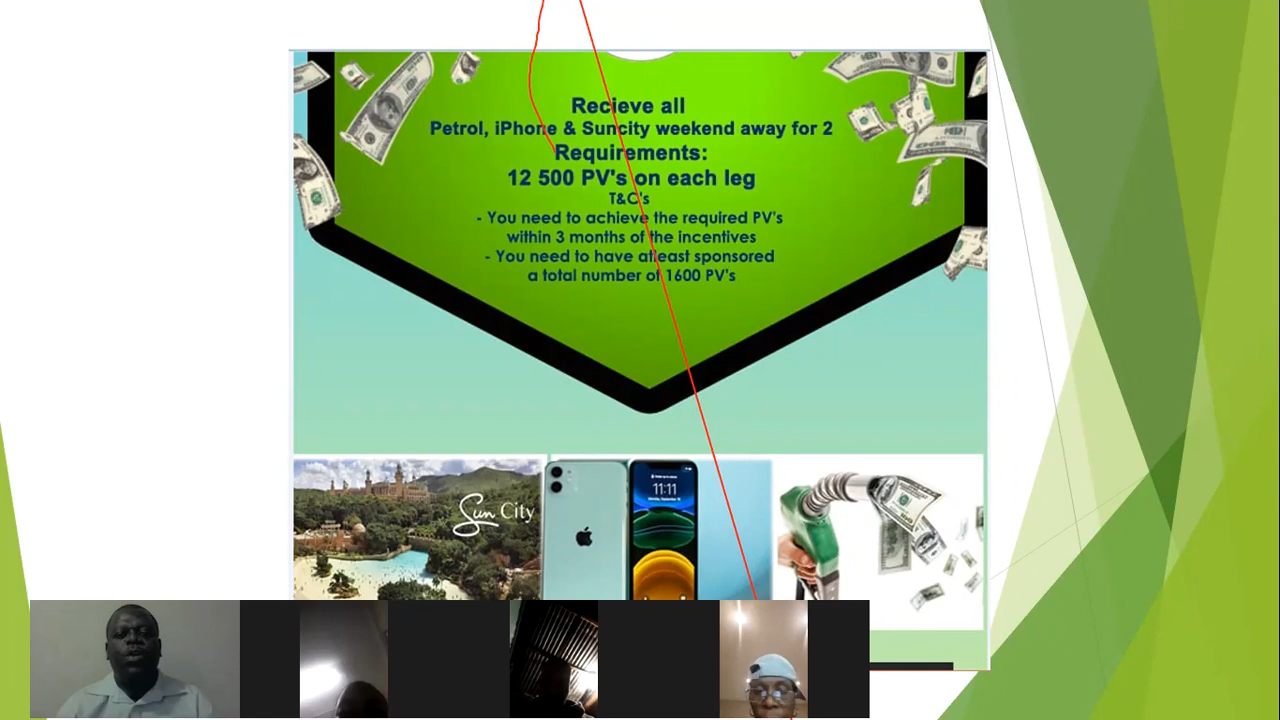 Recieve all
Petrol, iPhone & Suncity weekend away for 2
Requirements:
12 500 PV's on each leg
T&C's
- You need to achieve the required PV's
within 3 months of the incentives
- You need to have atleast sponsored
a total number of 1600 PV's
Sun City
11:11